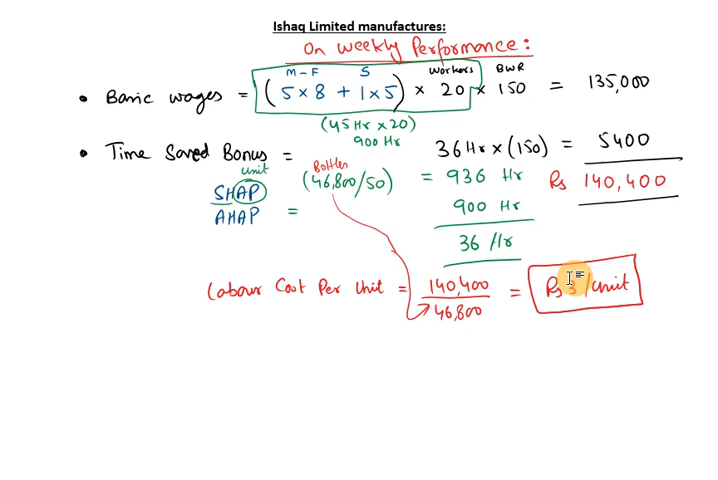 Ishaq Limited manufactures:
On Weekly Performance:
M-F S Workers BWR
• Basic wages = (5×8 + 1×5) × 20 × 150 = 135,000
(45 Hr × 20)
900 Hr
• Time Saved Bonus = 36 Hr × (150) = 5400
Unit Bottles
SHAP (46,800/50) = 936 Hr Rs 140,400
AHAP = 900 Hr
36 Hr
Labour Cost Per Unit = 140,400 / 46,800 = Rs 3/unit